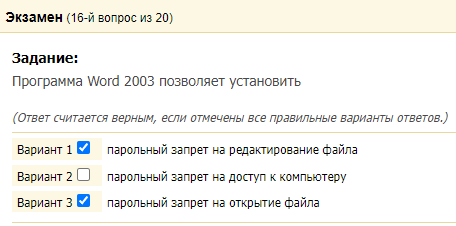 Экзамен (16-й вопрос из 20)
Задание:
Программа Word 2003 позволяет установить
(Ответ считается верным, если отмечены все правильные варианты ответов.)
Вариант 1 парольный запрет на редактирование файла
Вариант 2 парольный запрет на доступ к компьютеру
Вариант 3 парольный запрет на открытие файла